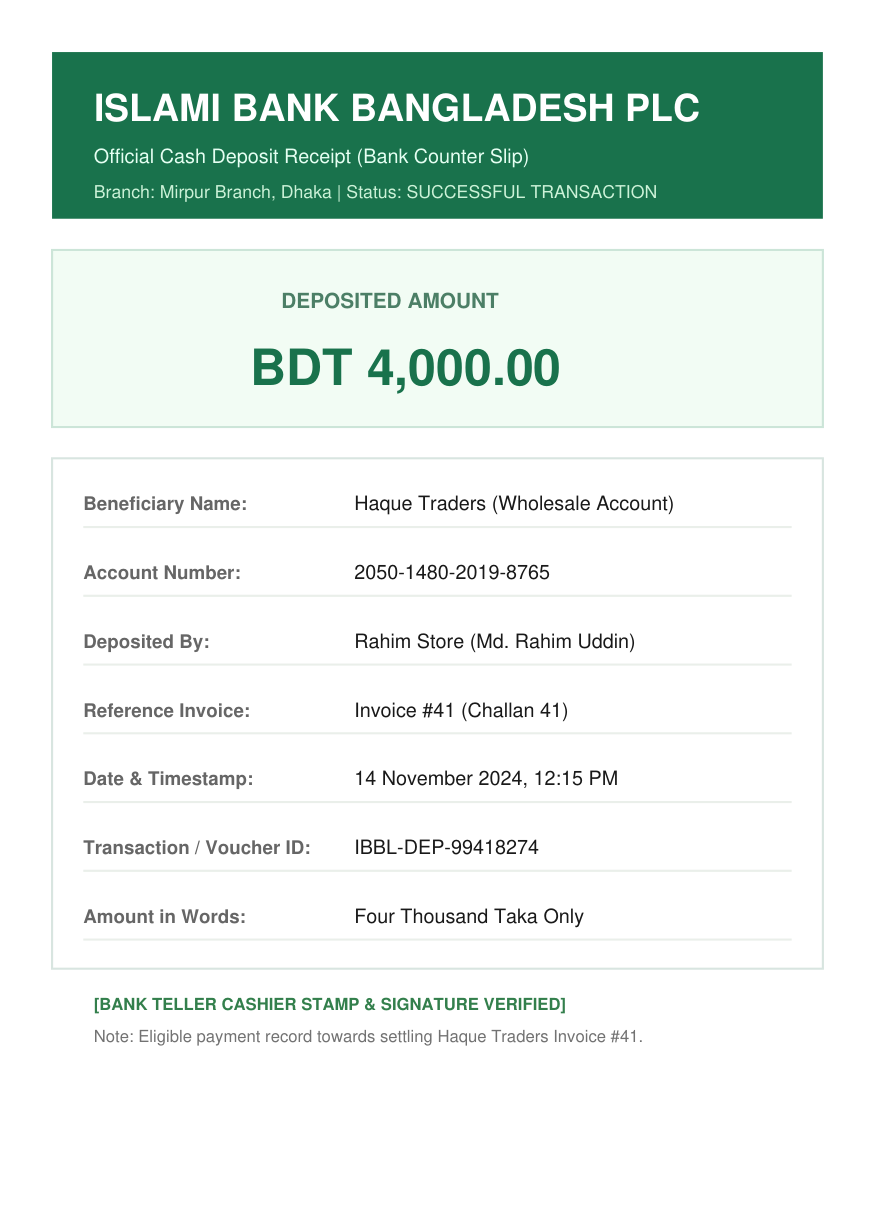 ISLAMI BANK BANGLADESH PLC
Official Cash Deposit Receipt (Bank Counter Slip)
Branch: Mirpur Branch, Dhaka | Status: SUCCESSFUL TRANSACTION
DEPOSITED AMOUNT
BDT 4,000.00
Beneficiary Name: Haque Traders (Wholesale Account)
Account Number: 2050-1480-2019-8765
Deposited By: Rahim Store (Md. Rahim Uddin)
Reference Invoice: Invoice #41 (Challan 41)
Date & Timestamp: 14 November 2024, 12:15 PM
Transaction / Voucher ID: IBBL-DEP-99418274
Amount in Words: Four Thousand Taka Only
[BANK TELLER CASHIER STAMP & SIGNATURE VERIFIED]
Note: Eligible payment record towards settling Haque Traders Invoice #41.